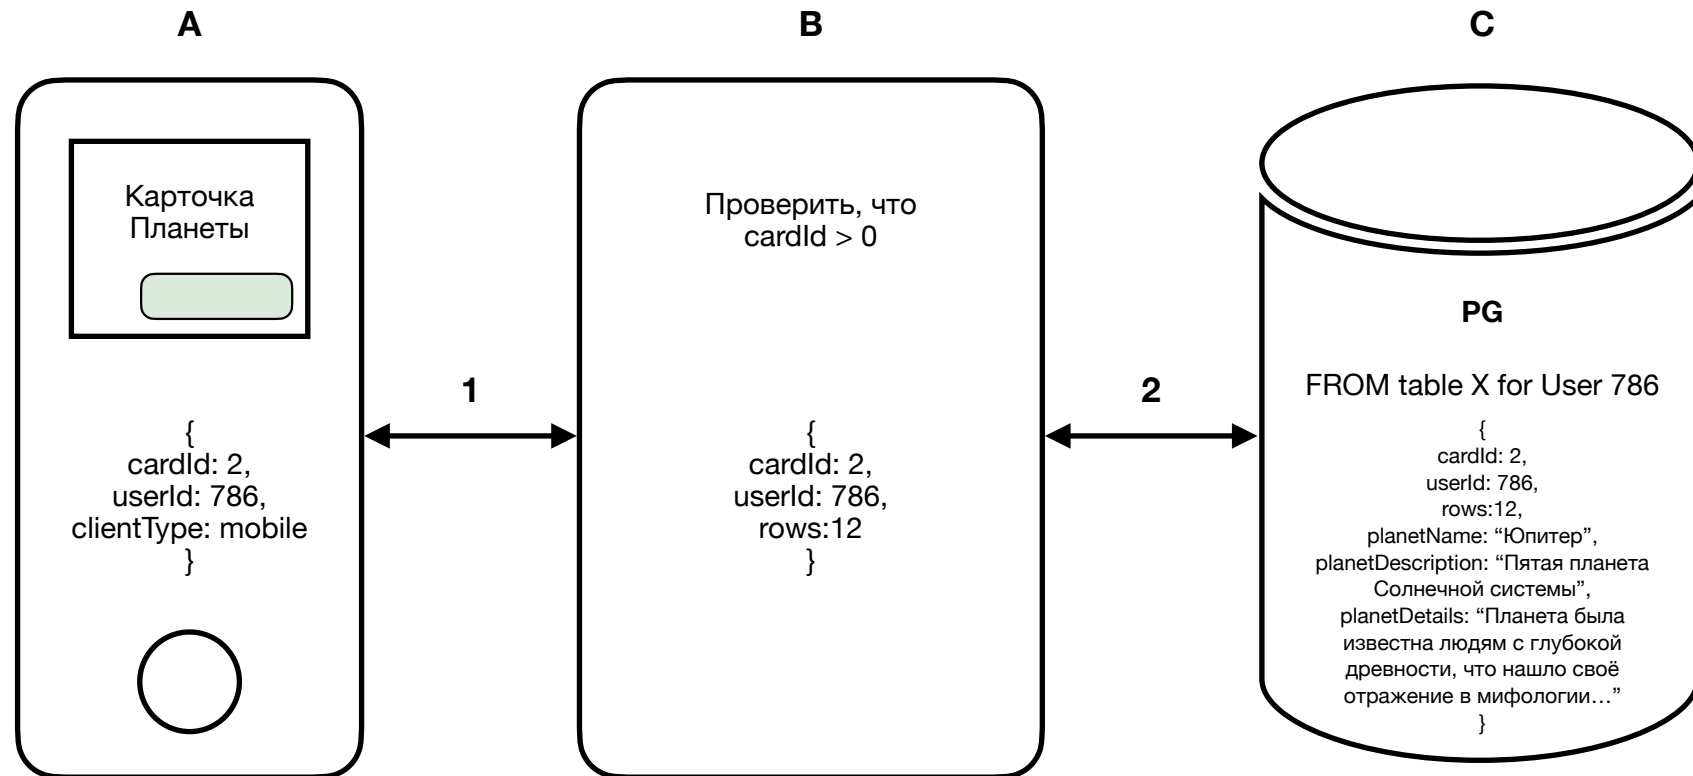 A
B
C
Карточка
Планеты
{
cardId: 2,
userId: 786,
clientType: mobile
}
1
Проверить, что
cardId > 0
{
cardId: 2,
userId: 786,
rows:12
}
2
PG
FROM table X for User 786
{
cardId: 2,
userId: 786,
rows:12,
planetName: “Юпитер”,
planetDescription: “Пятая планета
Солнечной системы”,
planetDetails: “Планета была
известна людям с глубокой
древности, что нашло своё
отражение в мифологии…”
}